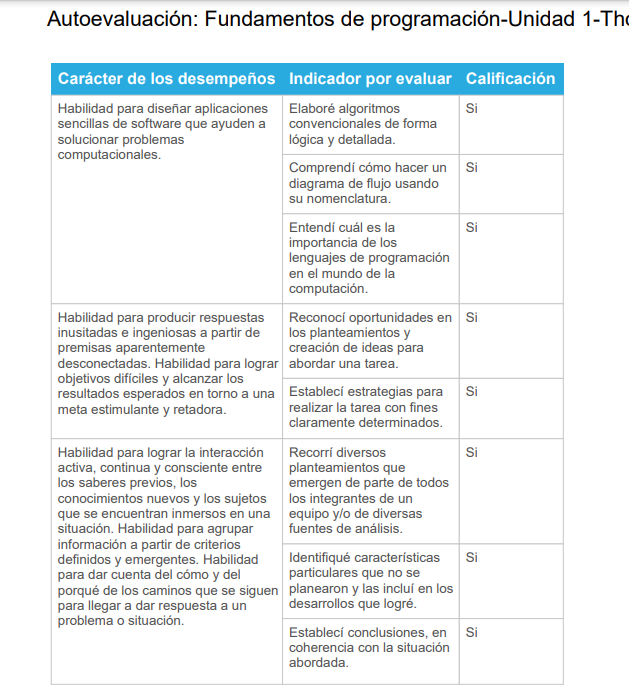 Autoevaluación: Fundamentos de programación-Unidad 1-Tho
Carácter de los desempeños Indicador por evaluar Calificación
Habilidad para diseñar aplicaciones
sencillas de software que ayuden a
solucionar problemas
computacionales.
Elaboré algoritmos
convencionales de forma
lógica y detallada.
Si
Comprendí cómo hacer un
diagrama de flujo usando
su nomenclatura.
Si
Entendí cuál es la
importancia de los
lenguajes de programación
en el mundo de la
computación.
Si
Habilidad para producir respuestas
inusitadas e ingeniosas a partir de
premisas aparentemente
desconectadas. Habilidad para lograr
objetivos difíciles y alcanzar los
resultados esperados en torno a una
meta estimulante y retadora.
Reconocí oportunidades en
los planteamientos y
creación de ideas para
abordar una tarea.
Si
Establecí estrategias para
realizar la tarea con fines
claramente determinados.
Si
Habilidad para lograr la interacción
activa, continua y consciente entre
los saberes previos, los
conocimientos nuevos y los sujetos
que se encuentran inmersos en una
situación. Habilidad para agrupar
información a partir de criterios
definidos y emergentes. Habilidad
para dar cuenta del cómo y del
porqué de los caminos que se siguen
para llegar a dar respuesta a un
problema o situación.
Recorrí diversos
planteamientos que
emergen de parte de todos
los integrantes de un
equipo y/o de diversas
fuentes de análisis.
Si
Identifiqué características
particulares que no se
planearon y las incluí en los
desarrollos que logré.
Si
Establecí conclusiones, en
coherencia con la situación
abordada.
Si